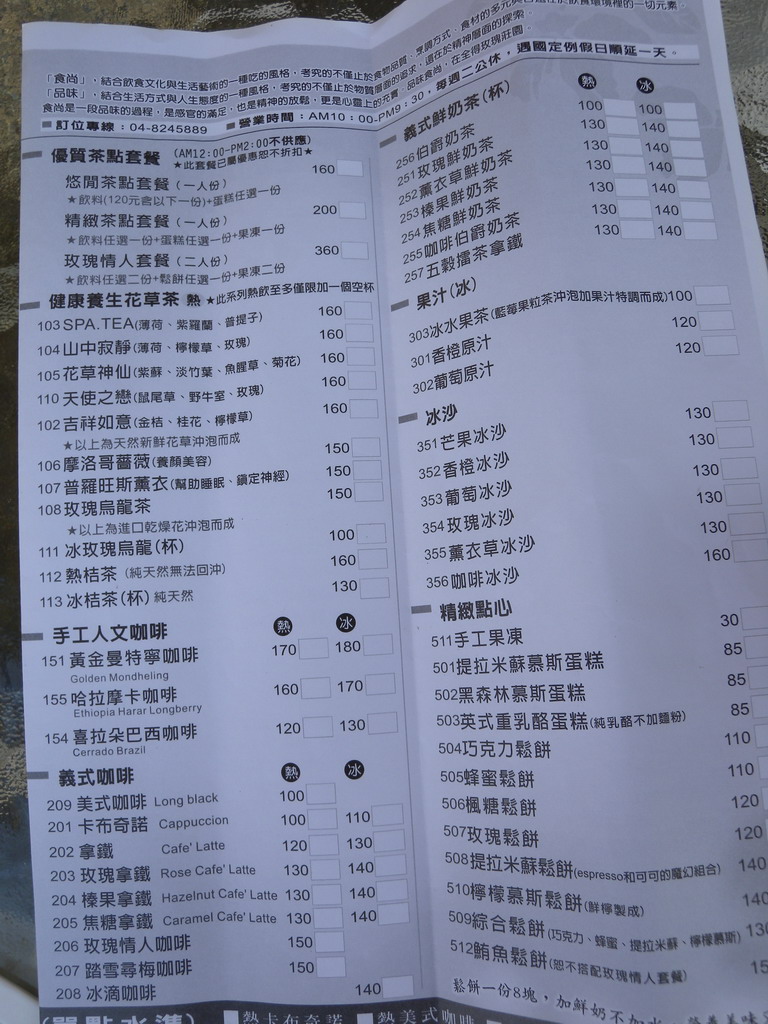 「食尚」，結合飲食文化與生活藝術的一種吃的風格，考究的不僅止於食物品質、烹調方式、食材的多元與
「品味」，結合生活方式與人生態度的一種風格，考究的不僅止於物質層面的追求，還在於精神層面的探索。
食尚是一段品味的過程，是感官的滿足，也是精神的放鬆，更是心靈上的充實，品味食尚，在全得玫瑰莊園。
訂位專線：04-8245889 營業時間：AM10：00-PM9：30，每週二公休，遇國定例假日順延一天。
優質茶點套餐 (AM12:00-PM2:00不供應)
★此套餐已屬優惠恕不折扣★
悠閒茶點套餐（一人份） 160
★飲料(120元含以下一份)+蛋糕任選一份
精緻茶點套餐（一人份） 200
★飲料任選一份+蛋糕任選一份+果凍一份
玫瑰情人套餐（二人份） 360
★飲料任選二份+鬆餅任選一份+果凍二份
健康養生花草茶 熱 ★此系列熱飲至多僅限加一個空杯
103 SPA.TEA(薄荷、紫羅蘭、普提子) 160
104 山中寂靜(薄荷、檸檬草、玫瑰) 160
105 花草神仙(紫蘇、淡竹葉、魚腥草、菊花) 160
110 天使之戀(鼠尾草、野牛室、玫瑰) 160
102 吉祥如意(金桔、桂花、檸檬草) 160
★以上為天然新鮮花草沖泡而成
106 摩洛哥薔薇(養顏美容) 150
107 普羅旺斯薰衣(幫助睡眠、鎮定神經) 150
108 玫瑰烏龍茶 150
★以上為進口乾燥花沖泡而成
111 冰玫瑰烏龍(杯) 100
112 熱桔茶（純天然無法回沖） 160
113 冰桔茶(杯) 純天然 130
手工人文咖啡 熱 冰
151 黃金曼特寧咖啡 170 180
Golden Mondheling
155 哈拉摩卡咖啡 160 170
Ethiopia Harar Longberry
154 喜拉朵巴西咖啡 120 130
Cerrado Brazil
義式咖啡 熱 冰
209 美式咖啡 Long black 100
201 卡布奇諾 Cappuccion 100 110
202 拿鐵 Cafe' Latte 120 130
203 玫瑰拿鐵 Rose Cafe' Latte 130 140
204 榛果拿鐵 Hazelnut Cafe' Latte 130 140
205 焦糖拿鐵 Caramel Cafe' Latte 130 140
206 玫瑰情人咖啡 150
207 踏雪尋梅咖啡 150
208 冰滴咖啡 140
義式鮮奶茶(杯) 熱 冰
256 伯爵奶茶 100 100
251 玫瑰鮮奶茶 130 140
252 薰衣草鮮奶茶 130 140
253 榛果鮮奶茶 130 140
254 焦糖鮮奶茶 130 140
255 咖啡伯爵奶茶 130 140
257 五穀擂茶拿鐵 130 140
果汁(冰)
303 冰水果茶(藍莓果粒茶沖泡加果汁特調而成) 100
301 香橙原汁 120
302 葡萄原汁 120
冰沙
351 芒果冰沙 130
352 香橙冰沙 130
353 葡萄冰沙 130
354 玫瑰冰沙 130
355 薰衣草冰沙 130
356 咖啡冰沙 160
精緻點心
511 手工果凍 30
501 提拉米蘇慕斯蛋糕 85
502 黑森林慕斯蛋糕 85
503 英式重乳酪蛋糕(純乳酪不加麵粉) 85
504 巧克力鬆餅 110
505 蜂蜜鬆餅 110
506 楓糖鬆餅 120
507 玫瑰鬆餅 120
508 提拉米蘇鬆餅(espresso和可可的魔幻組合) 140
510 檸檬慕斯鬆餅(鮮檸製成) 140
509 綜合鬆餅(巧克力、蜂蜜、提拉米蘇、檸檬慕斯) 130
512 鮪魚鬆餅(恕不搭配玫瑰情人套餐)
鬆餅一份8塊，加鮮奶不加水，營養美味
(單點水準) 熱卡布奇諾 熱美式咖啡